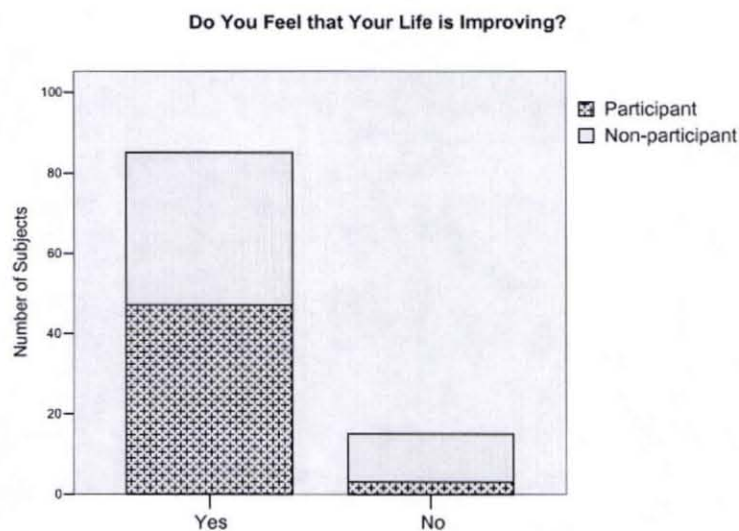 Do You Feel that Your Life is Improving?
100
80
60
40
20
0
Number of Subjects
Participant
Non-participant
Yes
No